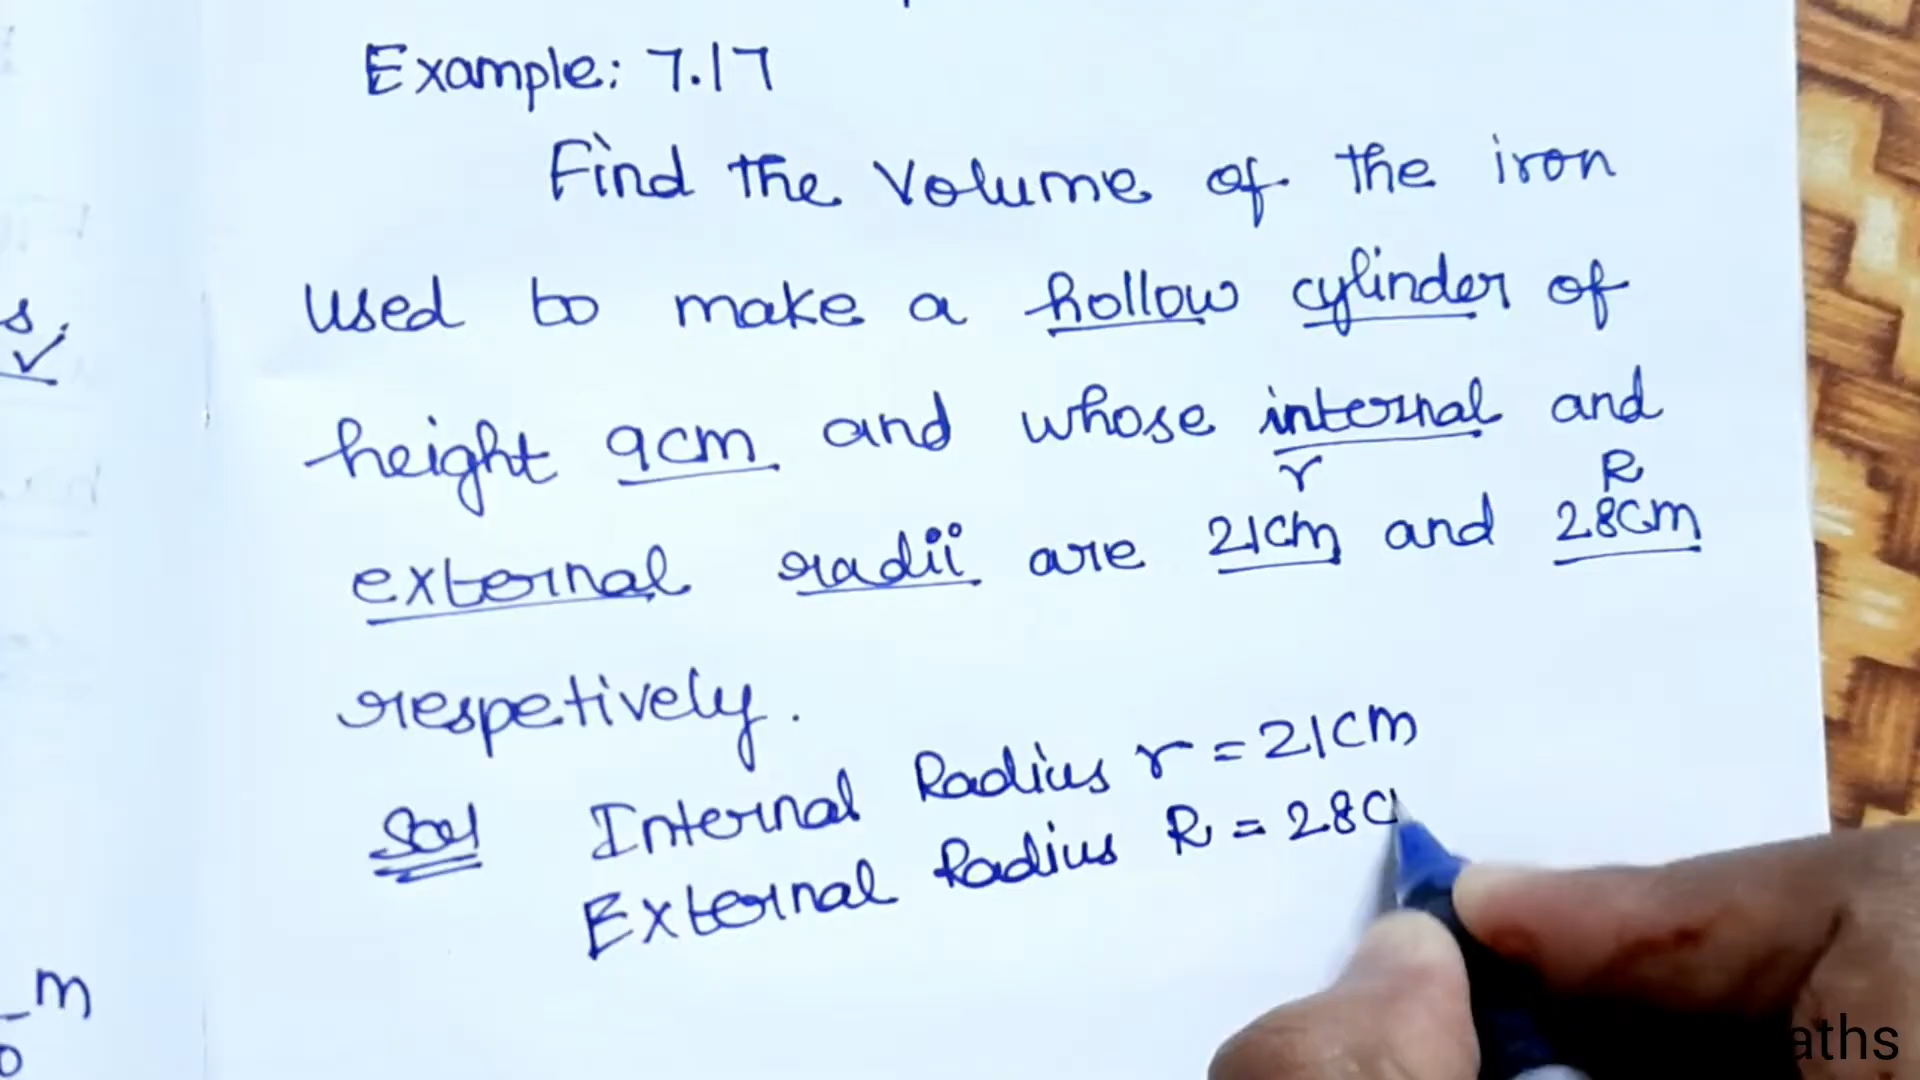 Example: 7.17
Find the Volume of the iron
used to make a hollow cylinder of
height 9cm and whose internal and
r R
external radii are 21cm and 28cm
respetively.
Sol Internal Radius r = 21cm
External Radius R = 28c
s.
m
aths